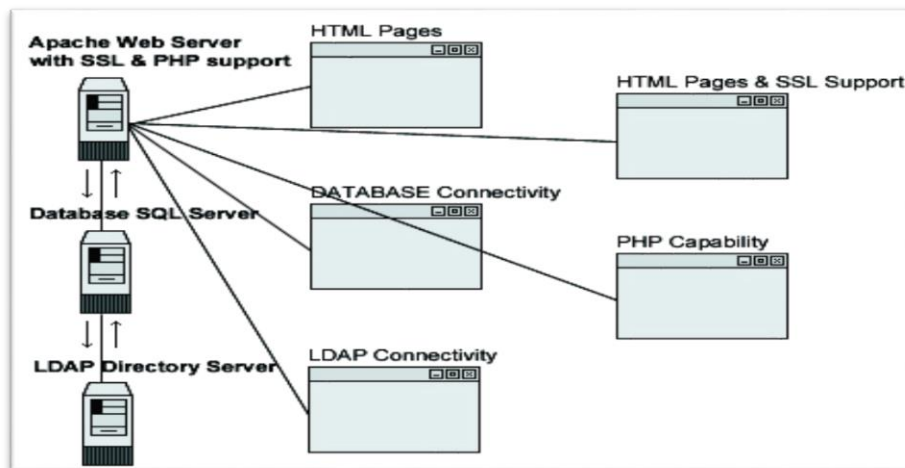 Apache Web Server
with SSL & PHP support
HTML Pages
HTML Pages & SSL Support
Database SQL Server
DATABASE Connectivity
PHP Capability
LDAP Directory Server
LDAP Connectivity